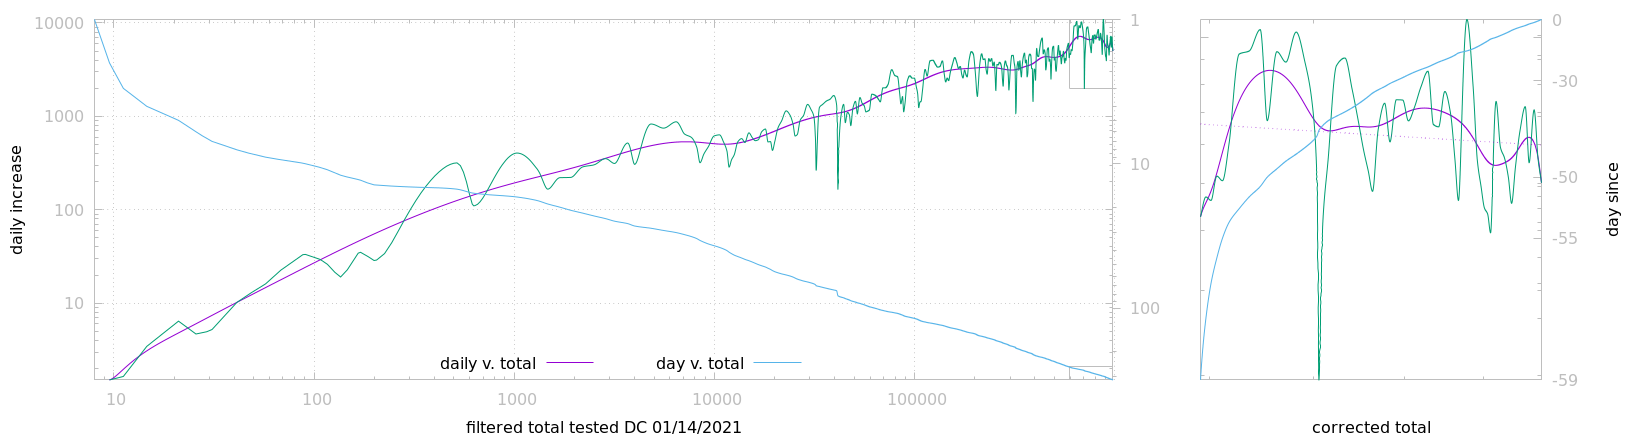 10000
1000
100
10
daily increase
10
100
1000
10000
100000
1
10
100
daily v. total
day v. total
filtered total tested DC 01/14/2021
0
-30
-50
-55
-59
day since
corrected total